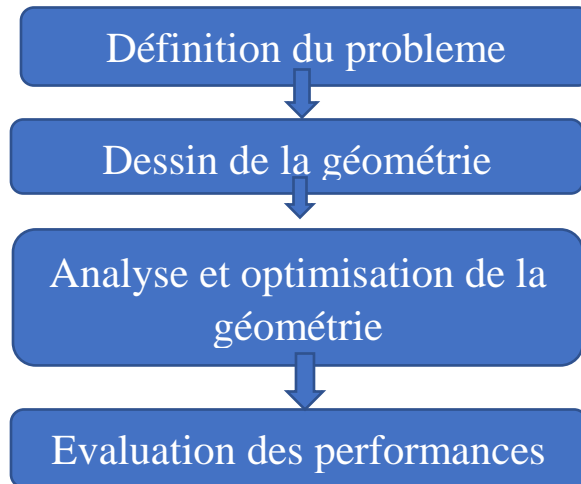 Définition du probleme
Dessin de la géométrie
Analyse et optimisation de la
géométrie
Evaluation des performances